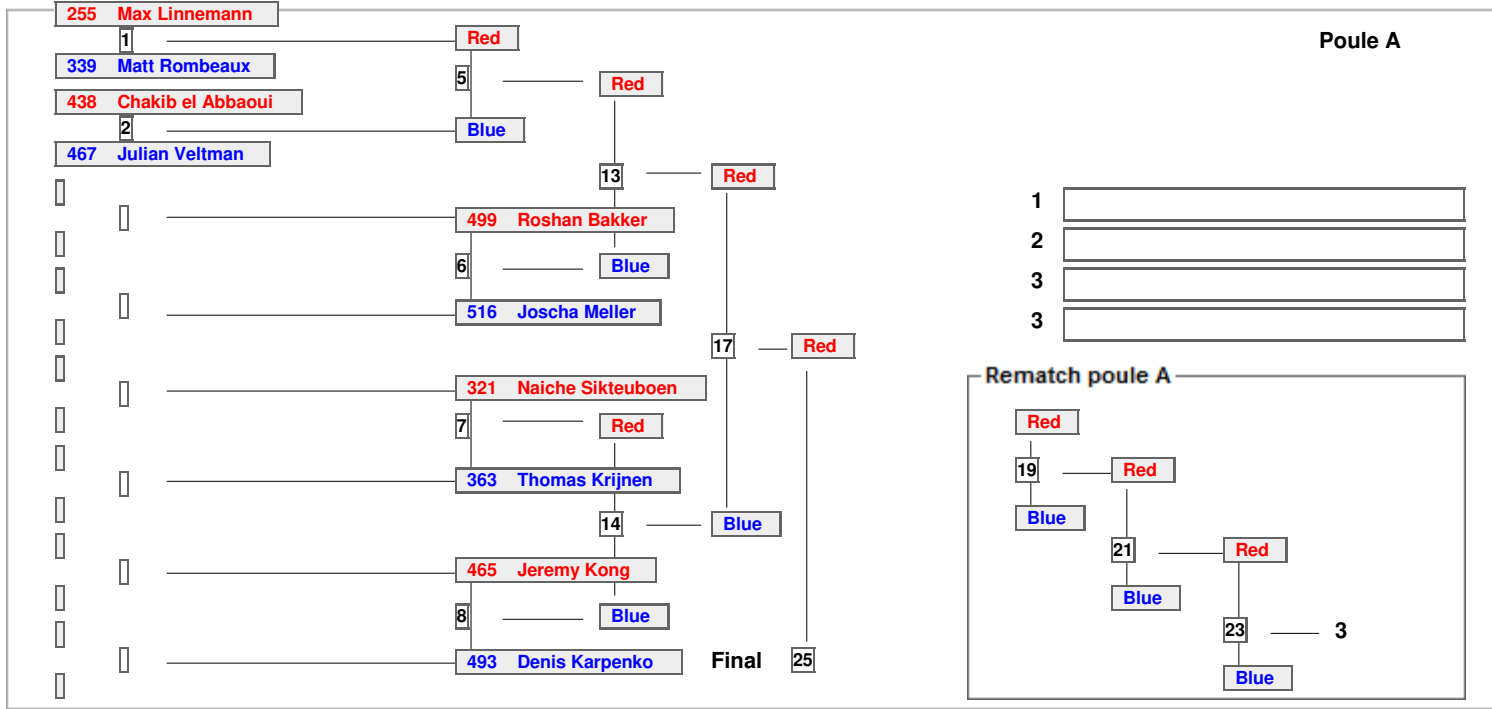 255 Max Linnemann
1
Red
Poule A
339 Matt Rombeaux
5
Red
438 Chakib el Abbaoui
2
Blue
467 Julian Veltman
13
Red
1
499 Roshan Bakker
2
6
Blue
3
516 Joscha Meller
3
17
Red
Rematch poule A
321 Naiche Sikteuboen
Red
7
Red
19
Red
363 Thomas Krijnen
14
Blue
Blue
21
Red
465 Jeremy Kong
Blue
8
Blue
23
3
493 Denis Karpenko
Final
25
Blue